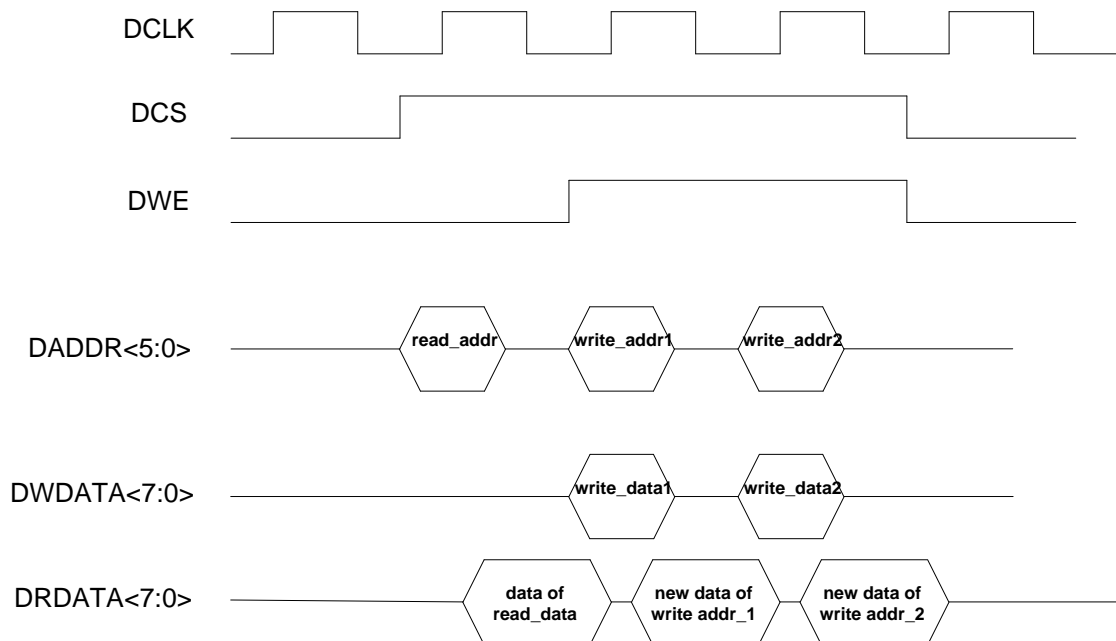 DCLK
DCS
DWE
DADDR<5:0>
read_addr
write_addr1
write_addr2
DWDATA<7:0>
write_data1
write_data2
DRDATA<7:0>
data of
read_data
new data of
write addr_1
new data of
write addr_2